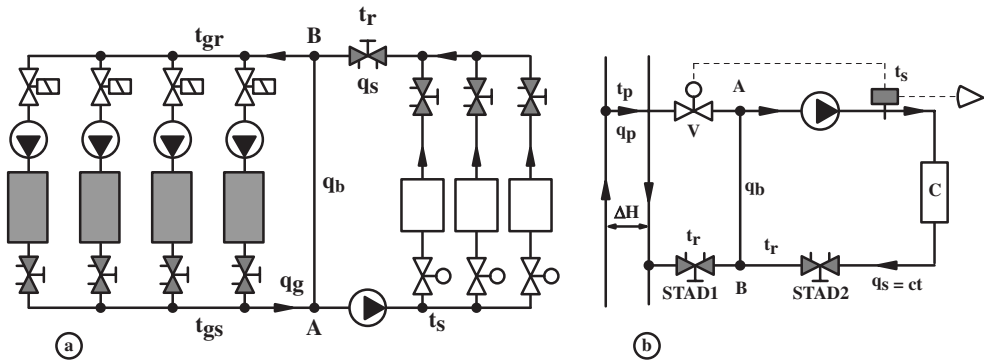 t_gr
B
t_r
q_s
q_b
q_g
A
t_gs
t_s
a
t_s
t_p
q_p
V
A
q_b
C
ΔH
t_r
t_r
STAD1
B
STAD2
q_s = ct
b